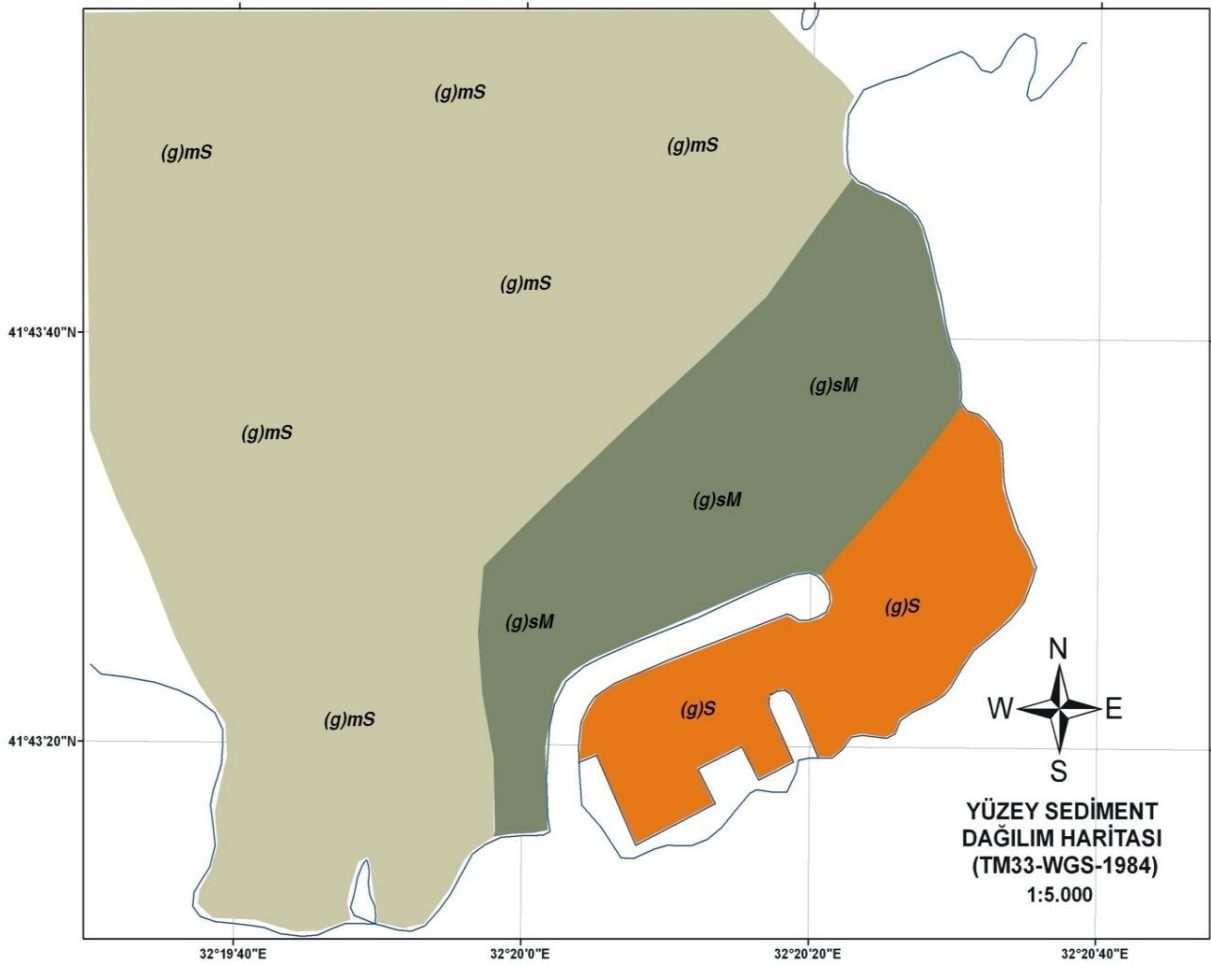 (g)mS
(g)mS
(g)mS
(g)mS
41°43'40"N
(g)sM
(g)mS
(g)sM
(g)S
(g)sM
N
W E
S
(g)S
(g)mS
41°43'20"N
YÜZEY SEDİMENT
DAĞILIM HARİTASI
(TM33-WGS-1984)
1:5.000
32°19'40"E 32°20'0"E 32°20'20"E 32°20'40"E